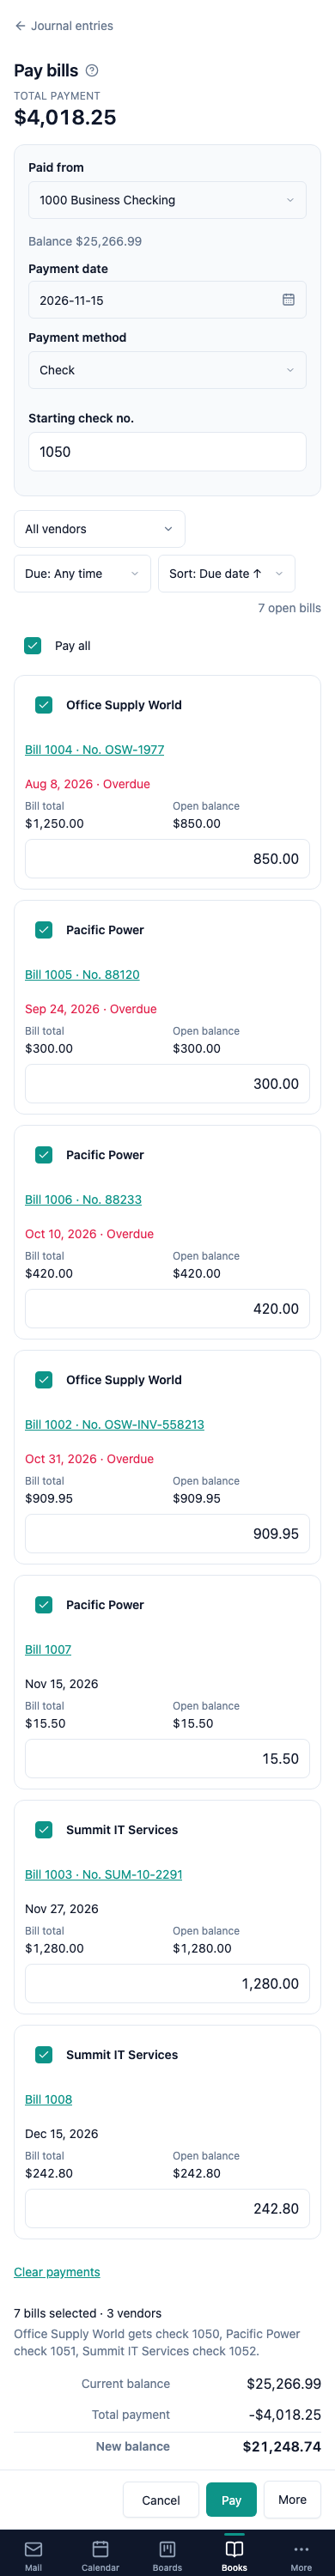 ← Journal entries
Pay bills
TOTAL PAYMENT
$4,018.25
Paid from
1000 Business Checking
Balance $25,266.99
Payment date
2026-11-15
Payment method
Check
Starting check no.
1050
All vendors
Due: Any time
Sort: Due date ↑
7 open bills
Pay all
Office Supply World
Bill 1004 · No. OSW-1977
Aug 8, 2026 · Overdue
Bill total Open balance
$1,250.00 $850.00
850.00
Pacific Power
Bill 1005 · No. 88120
Sep 24, 2026 · Overdue
Bill total Open balance
$300.00 $300.00
300.00
Pacific Power
Bill 1006 · No. 88233
Oct 10, 2026 · Overdue
Bill total Open balance
$420.00 $420.00
420.00
Office Supply World
Bill 1002 · No. OSW-INV-558213
Oct 31, 2026 · Overdue
Bill total Open balance
$909.95 $909.95
909.95
Pacific Power
Bill 1007
Nov 15, 2026
Bill total Open balance
$15.50 $15.50
15.50
Summit IT Services
Bill 1003 · No. SUM-10-2291
Nov 27, 2026
Bill total Open balance
$1,280.00 $1,280.00
1,280.00
Summit IT Services
Bill 1008
Dec 15, 2026
Bill total Open balance
$242.80 $242.80
242.80
Clear payments
7 bills selected · 3 vendors
Office Supply World gets check 1050, Pacific Power
check 1051, Summit IT Services check 1052.
Current balance $25,266.99
Total payment -$4,018.25
New balance $21,248.74
Cancel Pay More
Mail Calendar Boards Books More